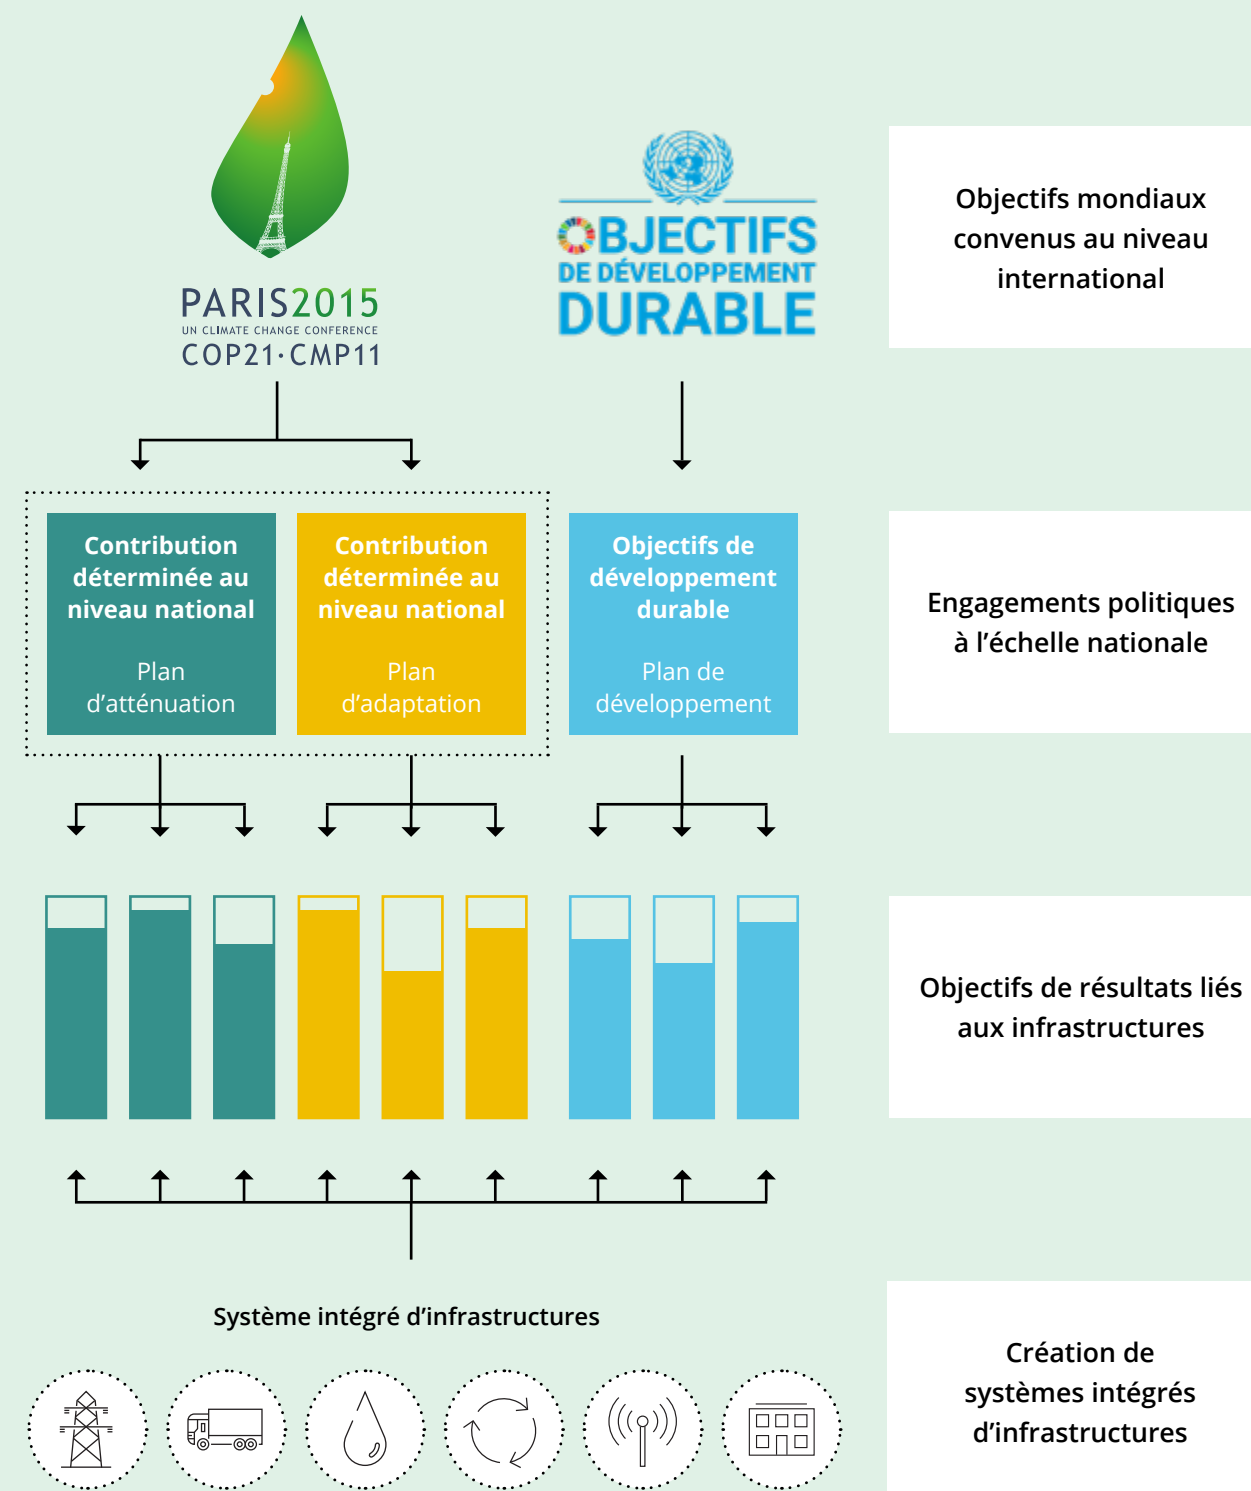 PARIS2015
UN CLIMATE CHANGE CONFERENCE
COP21·CMP11
OBJECTIFS
DE DÉVELOPPEMENT
DURABLE
Objectifs mondiaux
convenus au niveau
international
Contribution
déterminée au
niveau national
Plan
d’atténuation
Contribution
déterminée au
niveau national
Plan
d’adaptation
Objectifs de
développement
durable
Plan de
développement
Engagements politiques
à l’échelle nationale
Objectifs de résultats liés
aux infrastructures
Système intégré d’infrastructures
Création de
systèmes intégrés
d’infrastructures